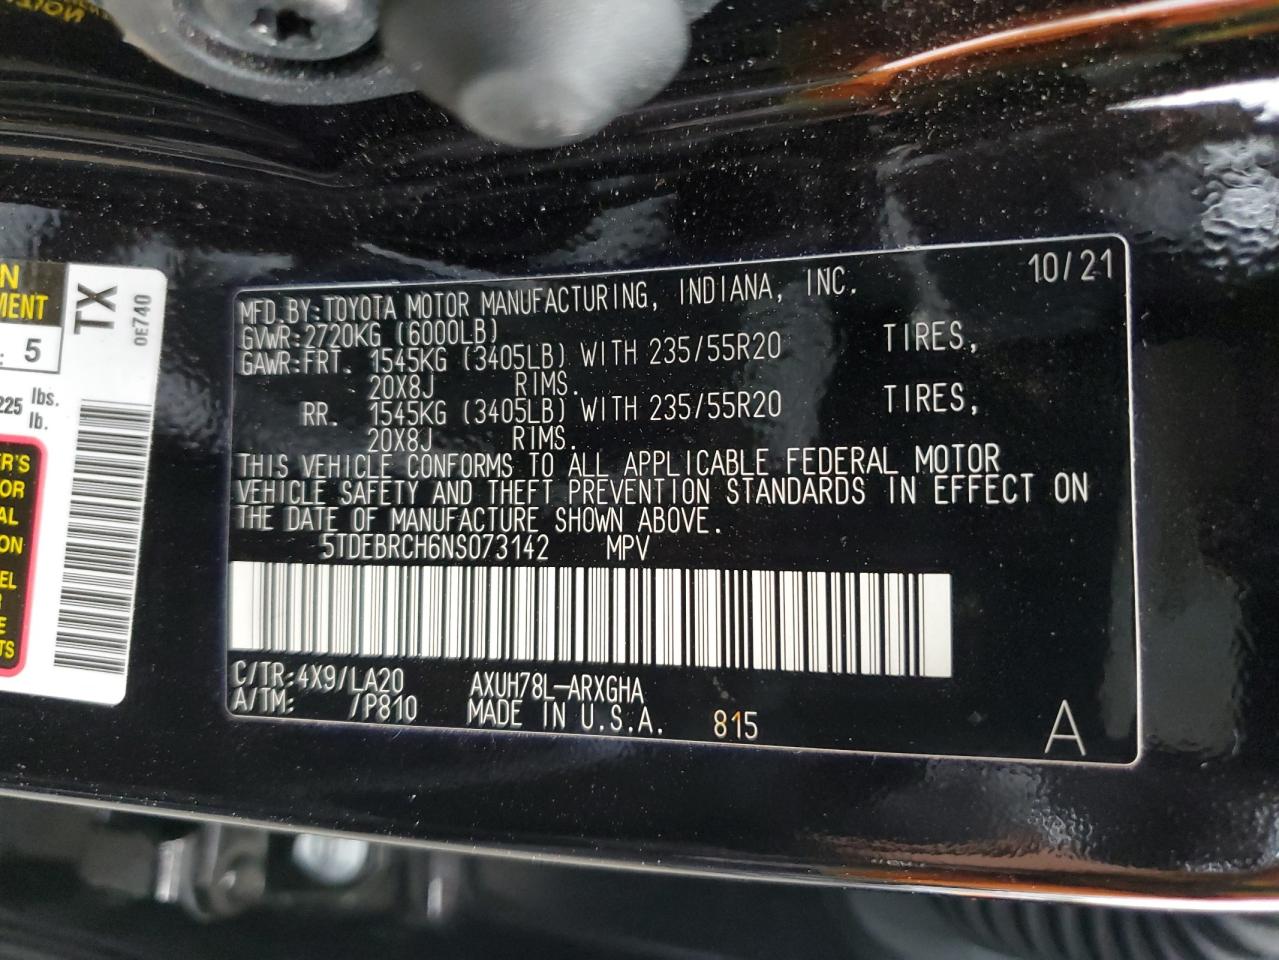 10/21
MFD.BY:TOYOTA MOTOR MANUFACTURING, INDIANA, INC.
GVWR:2720KG (6000LB)
GAWR:FRT. 1545KG (3405LB) WITH 235/55R20 TIRES,
20X8J RIMS.
RR. 1545KG (3405LB) WITH 235/55R20 TIRES,
20X8J RIMS.
THIS VEHICLE CONFORMS TO ALL APPLICABLE FEDERAL MOTOR
VEHICLE SAFETY AND THEFT PREVENTION STANDARDS IN EFFECT ON
THE DATE OF MANUFACTURE SHOWN ABOVE.
5TDEBRCH6NS073142 MPV
C/TR:4X9/LA20 AXUH78L-ARXGHA
A/TM: /P810 MADE IN U.S.A. 815 A
TX
0E740
: 5
225 lbs.
lb.